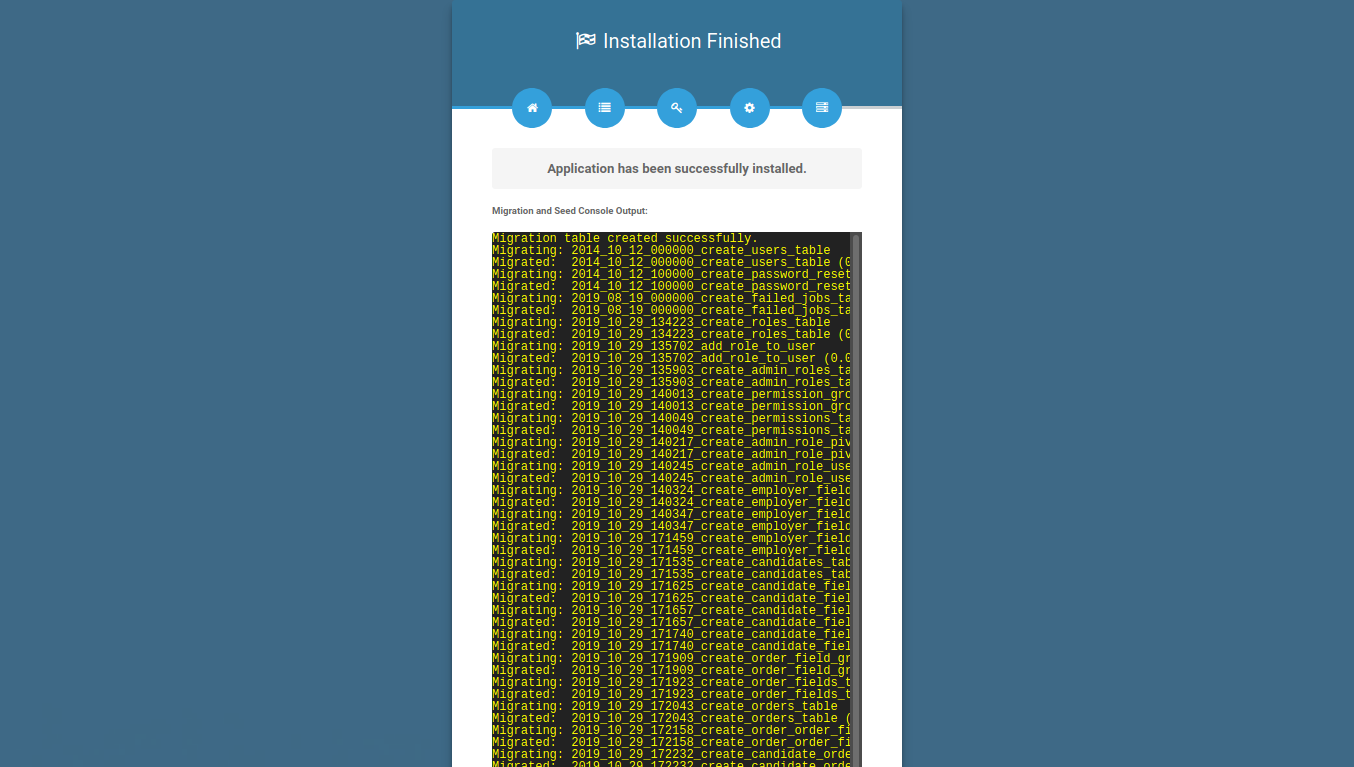 Installation Finished
Application has been successfully installed.
Migration and Seed Console Output:
Migration table created successfully.
Migrating: 2014_10_12_000000_create_users_table
Migrated:  2014_10_12_000000_create_users_table (0
Migrating: 2014_10_12_100000_create_password_reset
Migrated:  2014_10_12_100000_create_password_reset
Migrating: 2019_08_19_000000_create_failed_jobs_ta
Migrated:  2019_08_19_000000_create_failed_jobs_ta
Migrating: 2019_10_29_134223_create_roles_table
Migrated:  2019_10_29_134223_create_roles_table (0
Migrating: 2019_10_29_135702_add_role_to_user
Migrated:  2019_10_29_135702_add_role_to_user (0.0
Migrating: 2019_10_29_135903_create_admin_roles_ta
Migrated:  2019_10_29_135903_create_admin_roles_ta
Migrating: 2019_10_29_140013_create_permission_gro
Migrated:  2019_10_29_140013_create_permission_gro
Migrating: 2019_10_29_140049_create_permissions_ta
Migrated:  2019_10_29_140049_create_permissions_ta
Migrating: 2019_10_29_140217_create_admin_role_piv
Migrated:  2019_10_29_140217_create_admin_role_piv
Migrating: 2019_10_29_140245_create_admin_role_use
Migrated:  2019_10_29_140245_create_admin_role_use
Migrating: 2019_10_29_140324_create_employer_field
Migrated:  2019_10_29_140324_create_employer_field
Migrating: 2019_10_29_140347_create_employer_field
Migrated:  2019_10_29_140347_create_employer_field
Migrating: 2019_10_29_171459_create_employer_field
Migrated:  2019_10_29_171459_create_employer_field
Migrating: 2019_10_29_171535_create_candidates_tab
Migrated:  2019_10_29_171535_create_candidates_tab
Migrating: 2019_10_29_171625_create_candidate_fiel
Migrated:  2019_10_29_171625_create_candidate_fiel
Migrating: 2019_10_29_171657_create_candidate_fiel
Migrated:  2019_10_29_171657_create_candidate_fiel
Migrating: 2019_10_29_171740_create_candidate_fiel
Migrated:  2019_10_29_171740_create_candidate_fiel
Migrating: 2019_10_29_171909_create_order_field_gr
Migrated:  2019_10_29_171909_create_order_field_gr
Migrating: 2019_10_29_171923_create_order_fields_t
Migrated:  2019_10_29_171923_create_order_fields_t
Migrating: 2019_10_29_172043_create_orders_table
Migrated:  2019_10_29_172043_create_orders_table (
Migrating: 2019_10_29_172158_create_order_order_fi
Migrated:  2019_10_29_172158_create_order_order_fi
Migrating: 2019_10_29_172232_create_candidate_orde
Migrated:  2019_10_29_172232_create_candidate_orde